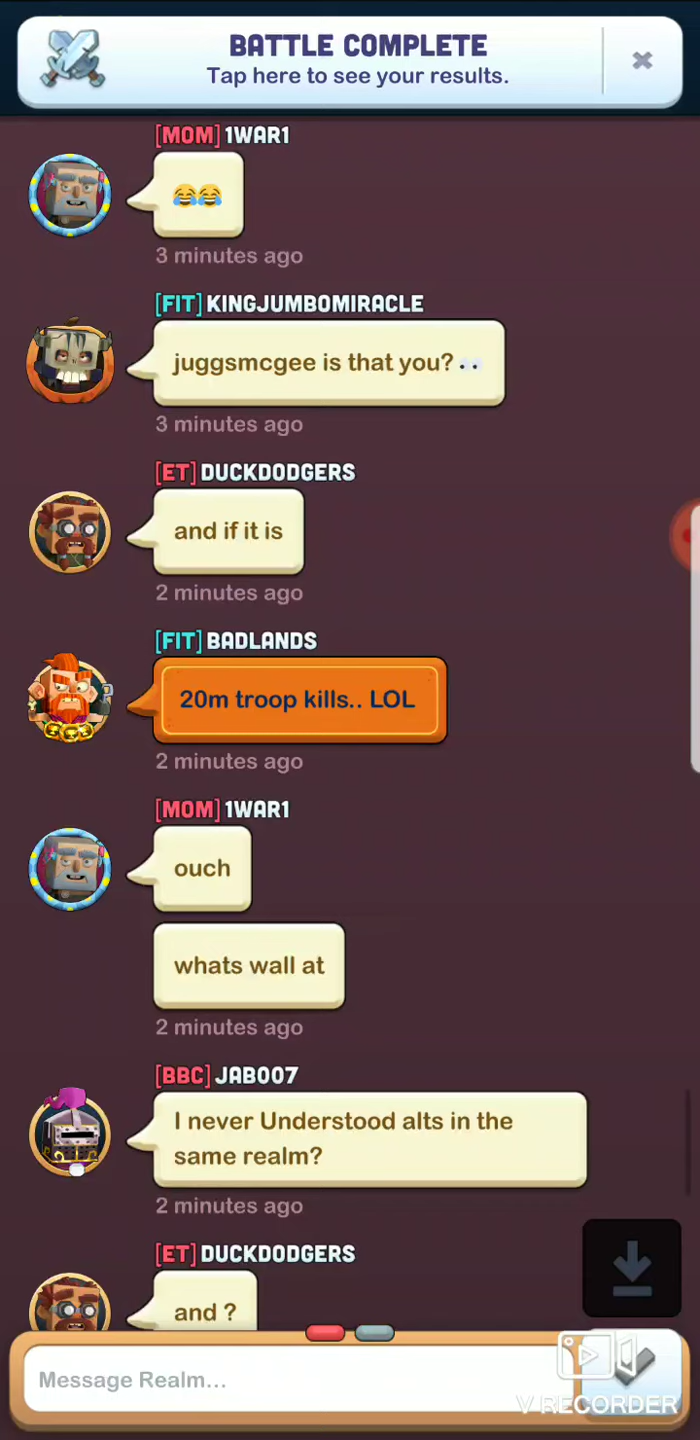 BATTLE COMPLETE
Tap here to see your results.
[MOM] 1WAR1
😂😂
3 minutes ago
[FIT] KINGJUMBOMIRACLE
juggsmcgee is that you? 👀
3 minutes ago
[ET] DUCKDODGERS
and if it is
2 minutes ago
[FIT] BADLANDS
20m troop kills.. LOL
2 minutes ago
[MOM] 1WAR1
ouch
whats wall at
2 minutes ago
[BBC] JAB007
I never Understood alts in the
same realm?
2 minutes ago
[ET] DUCKDODGERS
and ?
Message Realm...
V RECORDER